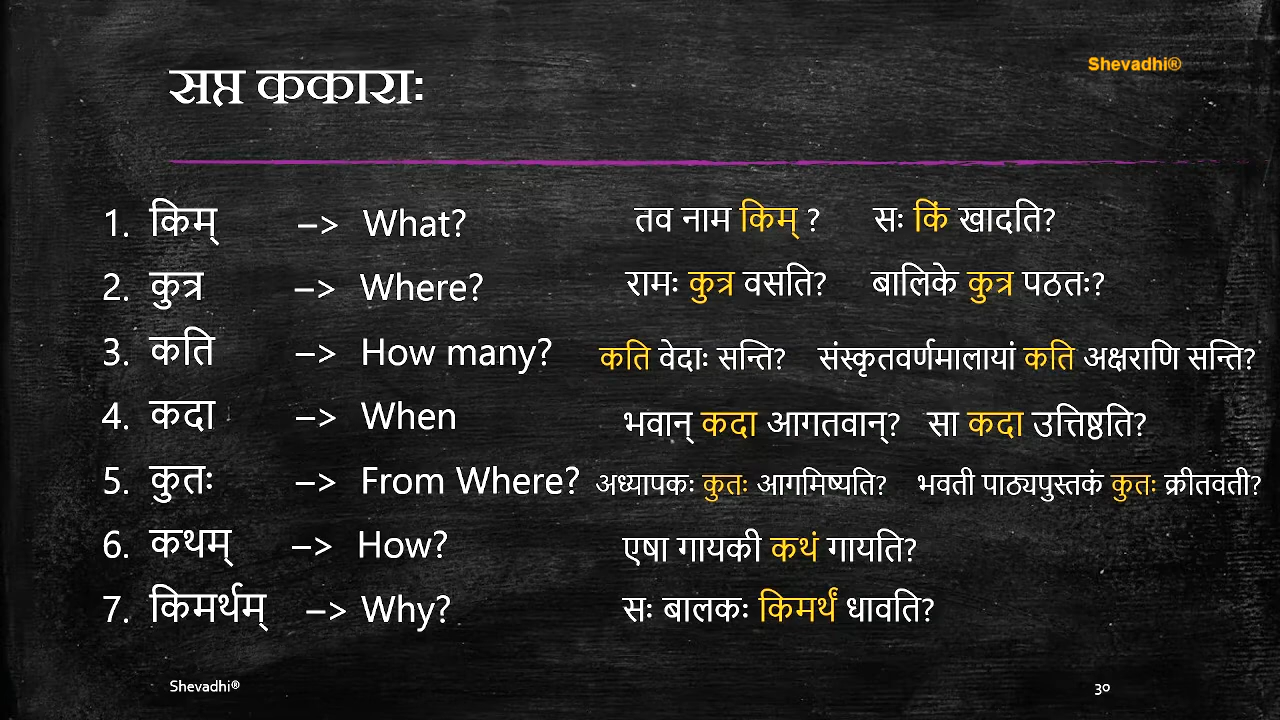 सप्त ककाराः
Shevadhi®
1. किम् –> What? तव नाम किम् ? सः किं खादति?
2. कुत्र –> Where? रामः कुत्र वसति? बालिके कुत्र पठतः?
3. कति –> How many? कति वेदाः सन्ति? संस्कृतवर्णमालायां कति अक्षराणि सन्ति?
4. कदा –> When भवान् कदा आगतवान्? सा कदा उत्तिष्ठति?
5. कुतः –> From Where? अध्यापकः कुतः आगमिष्यति? भवती पाठ्यपुस्तकं कुतः क्रीतवती?
6. कथम् –> How? एषा गायकी कथं गायति?
7. किमर्थम् –> Why? सः बालकः किमर्थं धावति?
Shevadhi® 30